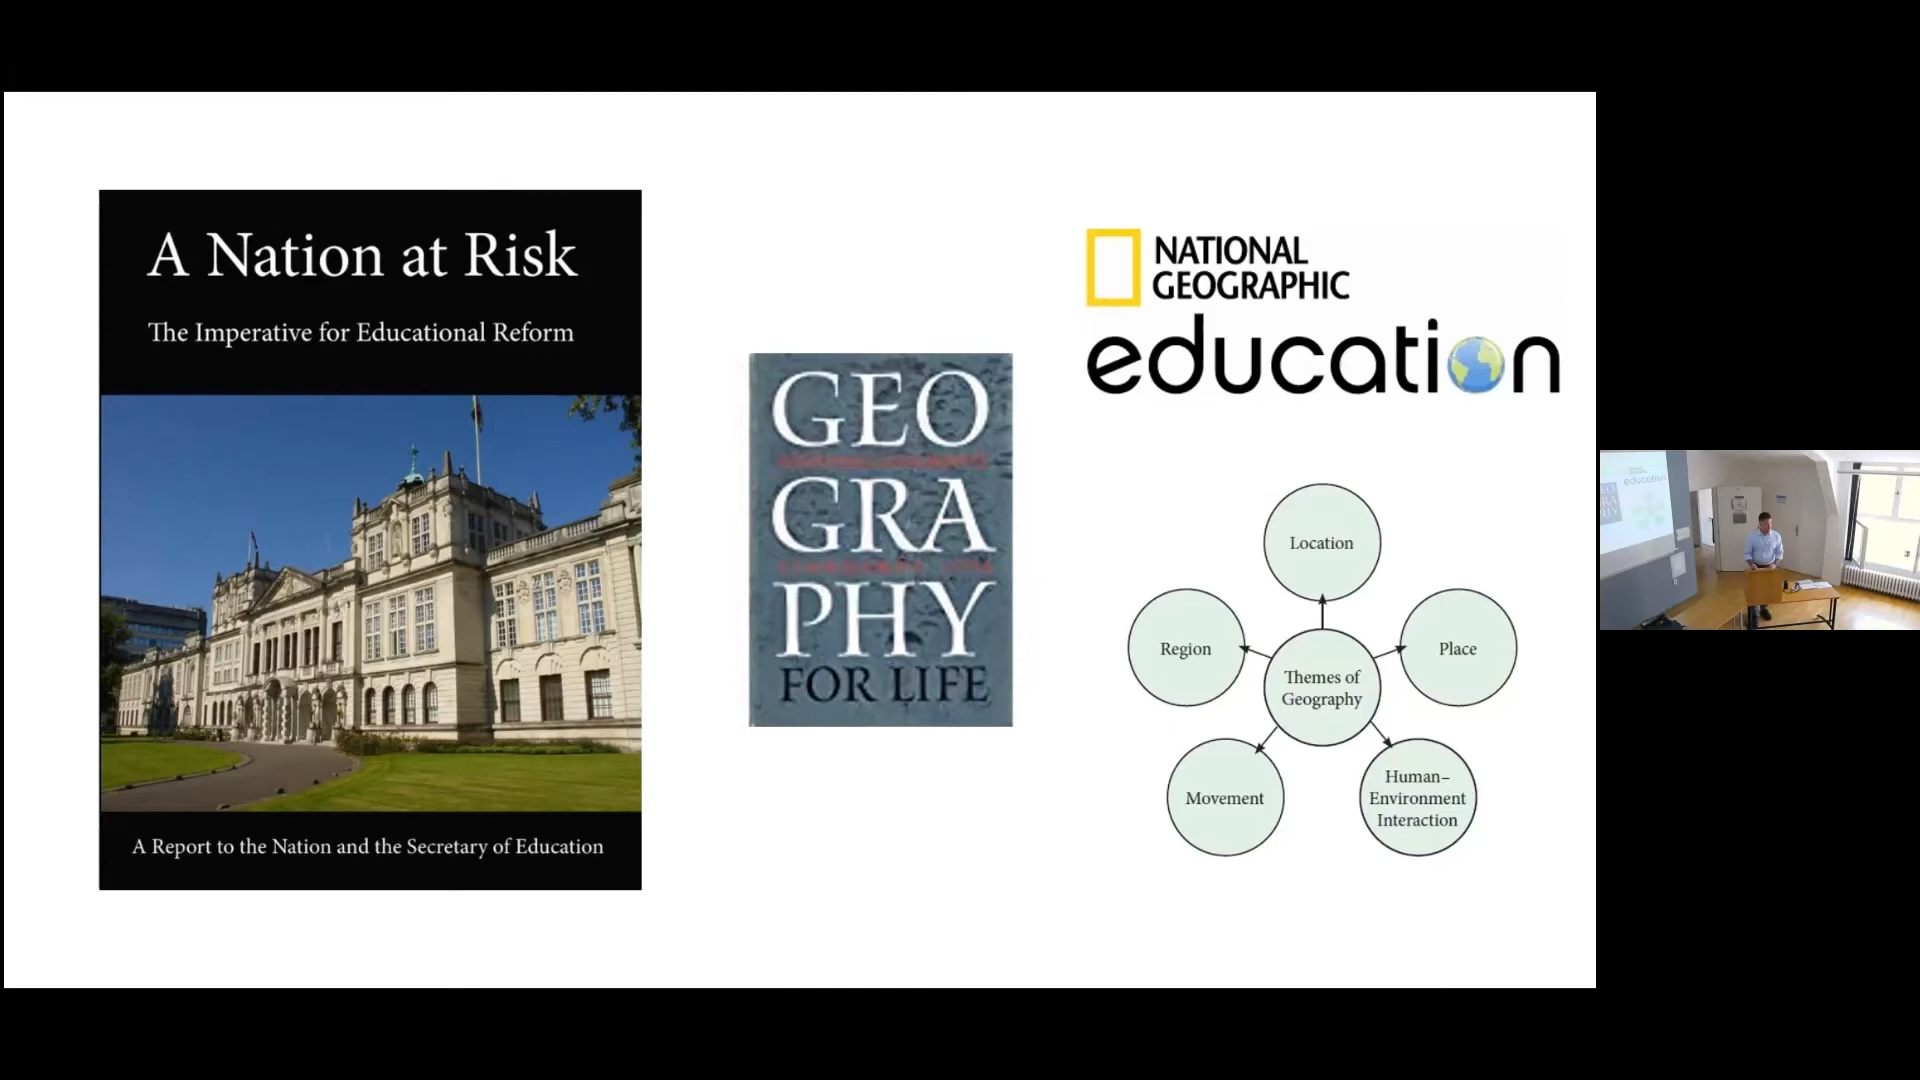 A Nation at Risk
The Imperative for Educational Reform
A Report to the Nation and the Secretary of Education
GEO
GRA
PHY
FOR LIFE
NATIONAL
GEOGRAPHIC
education
Location
Region
Place
Themes of
Geography
Movement
Human–
Environment
Interaction
education